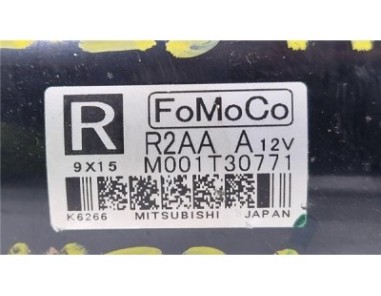 R FoMoCo
R2AA A 12V
9X15 M001T30771
K6266 MITSUBISHI JAPAN